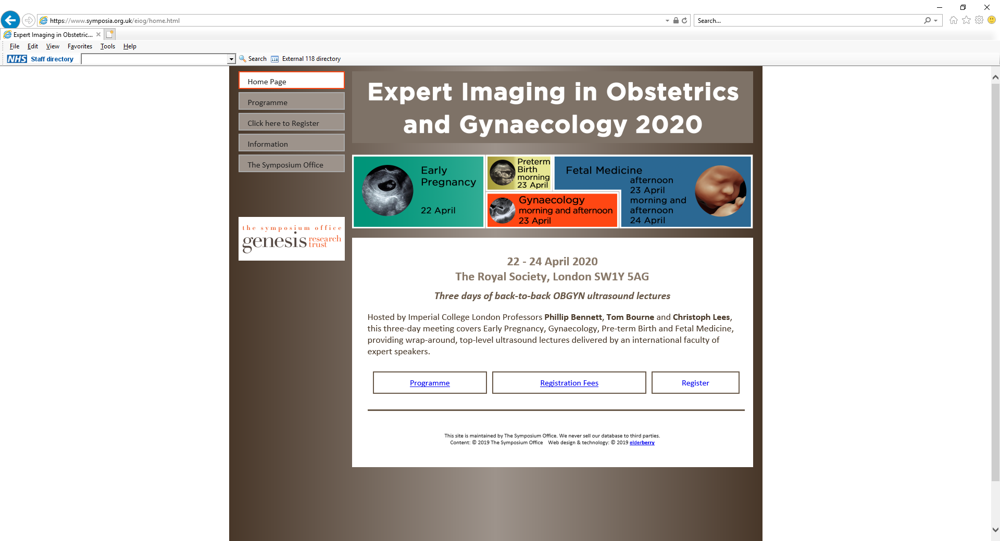 https://www.symposia.org.uk/eiog/home.html
Search...
Expert Imaging in Obstetric...
File Edit View Favorites Tools Help
NHS Staff directory
Search
118 External 118 directory
Home Page
Programme
Click here to Register
Information
The Symposium Office
the symposium office
genesis research trust
Expert Imaging in Obstetrics
and Gynaecology 2020
Early
Pregnancy
22 April
Preterm
Birth
morning
23 April
Gynaecology
morning and afternoon
23 April
Fetal Medicine
afternoon
23 April
morning and
afternoon
24 April
22 - 24 April 2020
The Royal Society, London SW1Y 5AG
Three days of back-to-back OBGYN ultrasound lectures
Hosted by Imperial College London Professors Phillip Bennett, Tom Bourne and Christoph Lees,
this three-day meeting covers Early Pregnancy, Gynaecology, Pre-term Birth and Fetal Medicine,
providing wrap-around, top-level ultrasound lectures delivered by an international faculty of
expert speakers.
Programme
Registration Fees
Register
This site is maintained by The Symposium Office. We never sell our database to third parties.
Content: © 2019 The Symposium Office Web design & technology: © 2019 elderberry